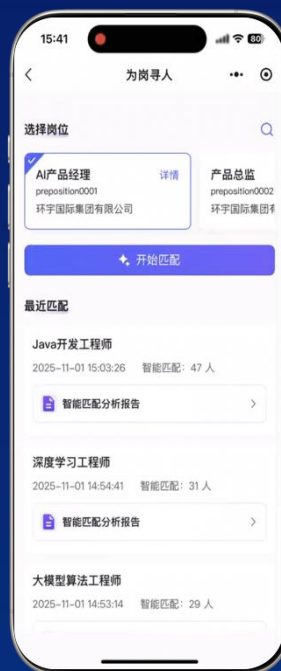 15:41
80
为岗寻人
选择岗位
AI产品经理 详情
preposition0001
环宇国际集团有限公司
产品总监
preposition0002
环宇国际集团
开始匹配
最近匹配
Java开发工程师
2025-11-01 15:03:26 智能匹配：47 人
智能匹配分析报告
深度学习工程师
2025-11-01 14:54:41 智能匹配：31 人
智能匹配分析报告
大模型算法工程师
2025-11-01 14:53:14 智能匹配：29 人